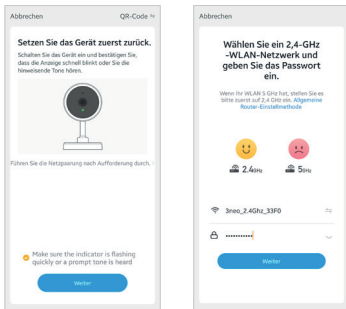 Abbrechen
QR-Code
Setzen Sie das Gerät zuerst zurück.
Schalten Sie das Gerät ein und bestätigen Sie,
dass die Anzeige schnell blinkt oder Sie die
hinweisende Tone hören.
Führen Sie die Netzpaarung nach Aufforderung durch.
Make sure the indicator is flashing
quickly or a prompt tone is heard
Weiter
Abbrechen
Wählen Sie ein 2,4-GHz
-WLAN-Netzwerk und
geben Sie das Passwort
ein.
Wenn Ihr WLAN 5 GHz hat, stellen Sie es
bitte zuerst auf 2,4 GHz ein. Allgemeine
Router-Einstellmethode
2.4GHz
5GHz
3neo_2.4Ghz_33F0
Weiter